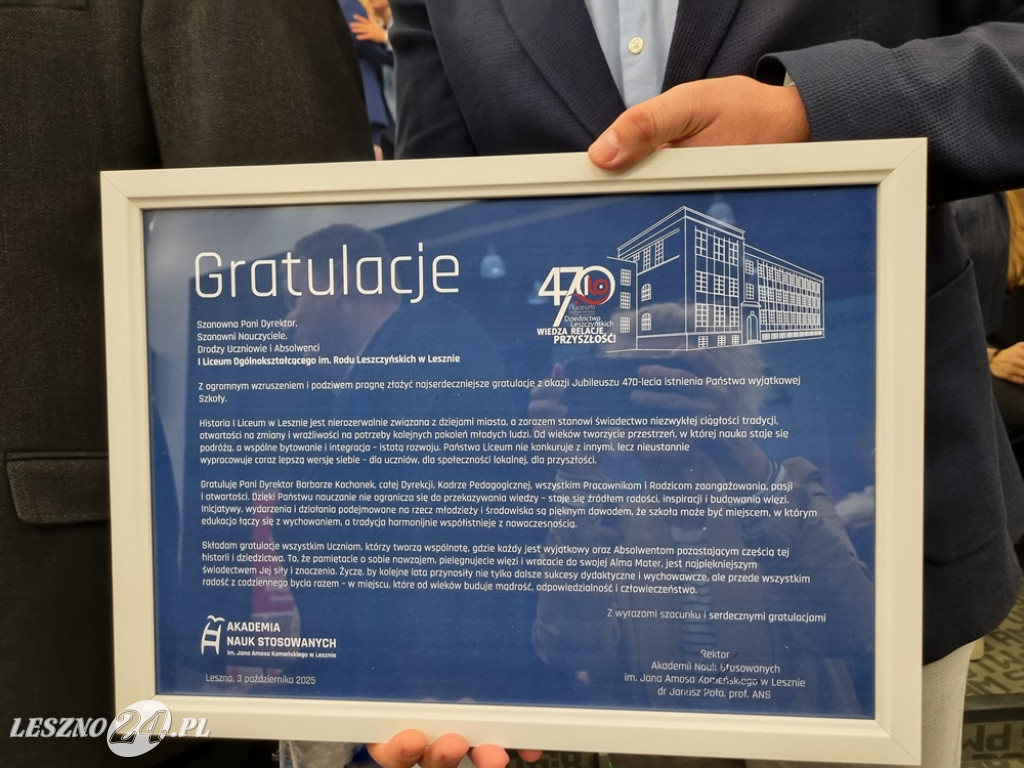 Gratulacje
470
Liceum
Dziedzictwo
Leszczyńskich
WIEDZA RELACJE
PRZYSZŁOŚĆ!
Szanowna Pani Dyrektor,
Szanowni Nauczyciele,
Drodzy Uczniowie i Absolwenci
I Liceum Ogólnokształcącego im. Rodu Leszczyńskich w Lesznie
Z ogromnym wzruszeniem i podziwem pragnę złożyć najserdeczniejsze gratulacje z okazji Jubileuszu 470-lecia istnienia Państwa wyjątkowej
Szkoły.
Historia I Liceum w Lesznie jest nierozerwalnie związana z dziejami miasta, a zarazem stanowi świadectwo niezwykłej ciągłości tradycji,
otwartości na zmiany i wrażliwości na potrzeby kolejnych pokoleń młodych ludzi. Od wieków tworzycie przestrzeń, w której nauka staje się
podróżą, a wspólne bytowanie i integracja – istotą rozwoju. Państwa Liceum nie konkuruje z innymi, lecz nieustannie
wypracowuje coraz lepszą wersję siebie – dla uczniów, dla społeczności lokalnej, dla przyszłości.
Gratuluję Pani Dyrektor Barbarze Kochanek, całej Dyrekcji, Kadrze Pedagogicznej, wszystkim Pracownikom i Rodzicom zaangażowania, pasji
i otwartości. Dzięki Państwu nauczanie nie ogranicza się do przekazywania wiedzy – staje się źródłem radości, inspiracji i budowania więzi.
Inicjatywy, wydarzenia i działania podejmowane na rzecz młodzieży i środowiska są pięknym dowodem, że szkoła może być miejscem, w którym
edukacja łączy się z wychowaniem, a tradycja harmonijnie współistnieje z nowoczesnością.
Składam gratulacje wszystkim Uczniom, którzy tworzą wspólnotę, gdzie każdy jest wyjątkowy oraz Absolwentom pozostającym częścią tej
historii i dziedzictwa. To, że pamiętacie o sobie nawzajem, pielęgnujecie więzi i wracacie do swojej Alma Mater, jest najpiękniejszym
świadectwem Jej siły i znaczenia. Życzę, by kolejne lata przynosiły nie tylko dalsze sukcesy dydaktyczne i wychowawcze, ale przede wszystkim
radość z codziennego bycia razem – w miejscu, które od wieków buduje mądrość, odpowiedzialność i człowieczeństwo.
Z wyrazami szacunku i serdecznymi gratulacjami
AKADEMIA
NAUK STOSOWANYCH
im. Jana Amosa Komeńskiego w Lesznie
Leszno, 3 października 2025
Rektor
Akademii Nauk Stosowanych
im. Jana Amosa Komeńskiego w Lesznie
dr Janusz Poła, prof. ANS
LESZNO24.PL